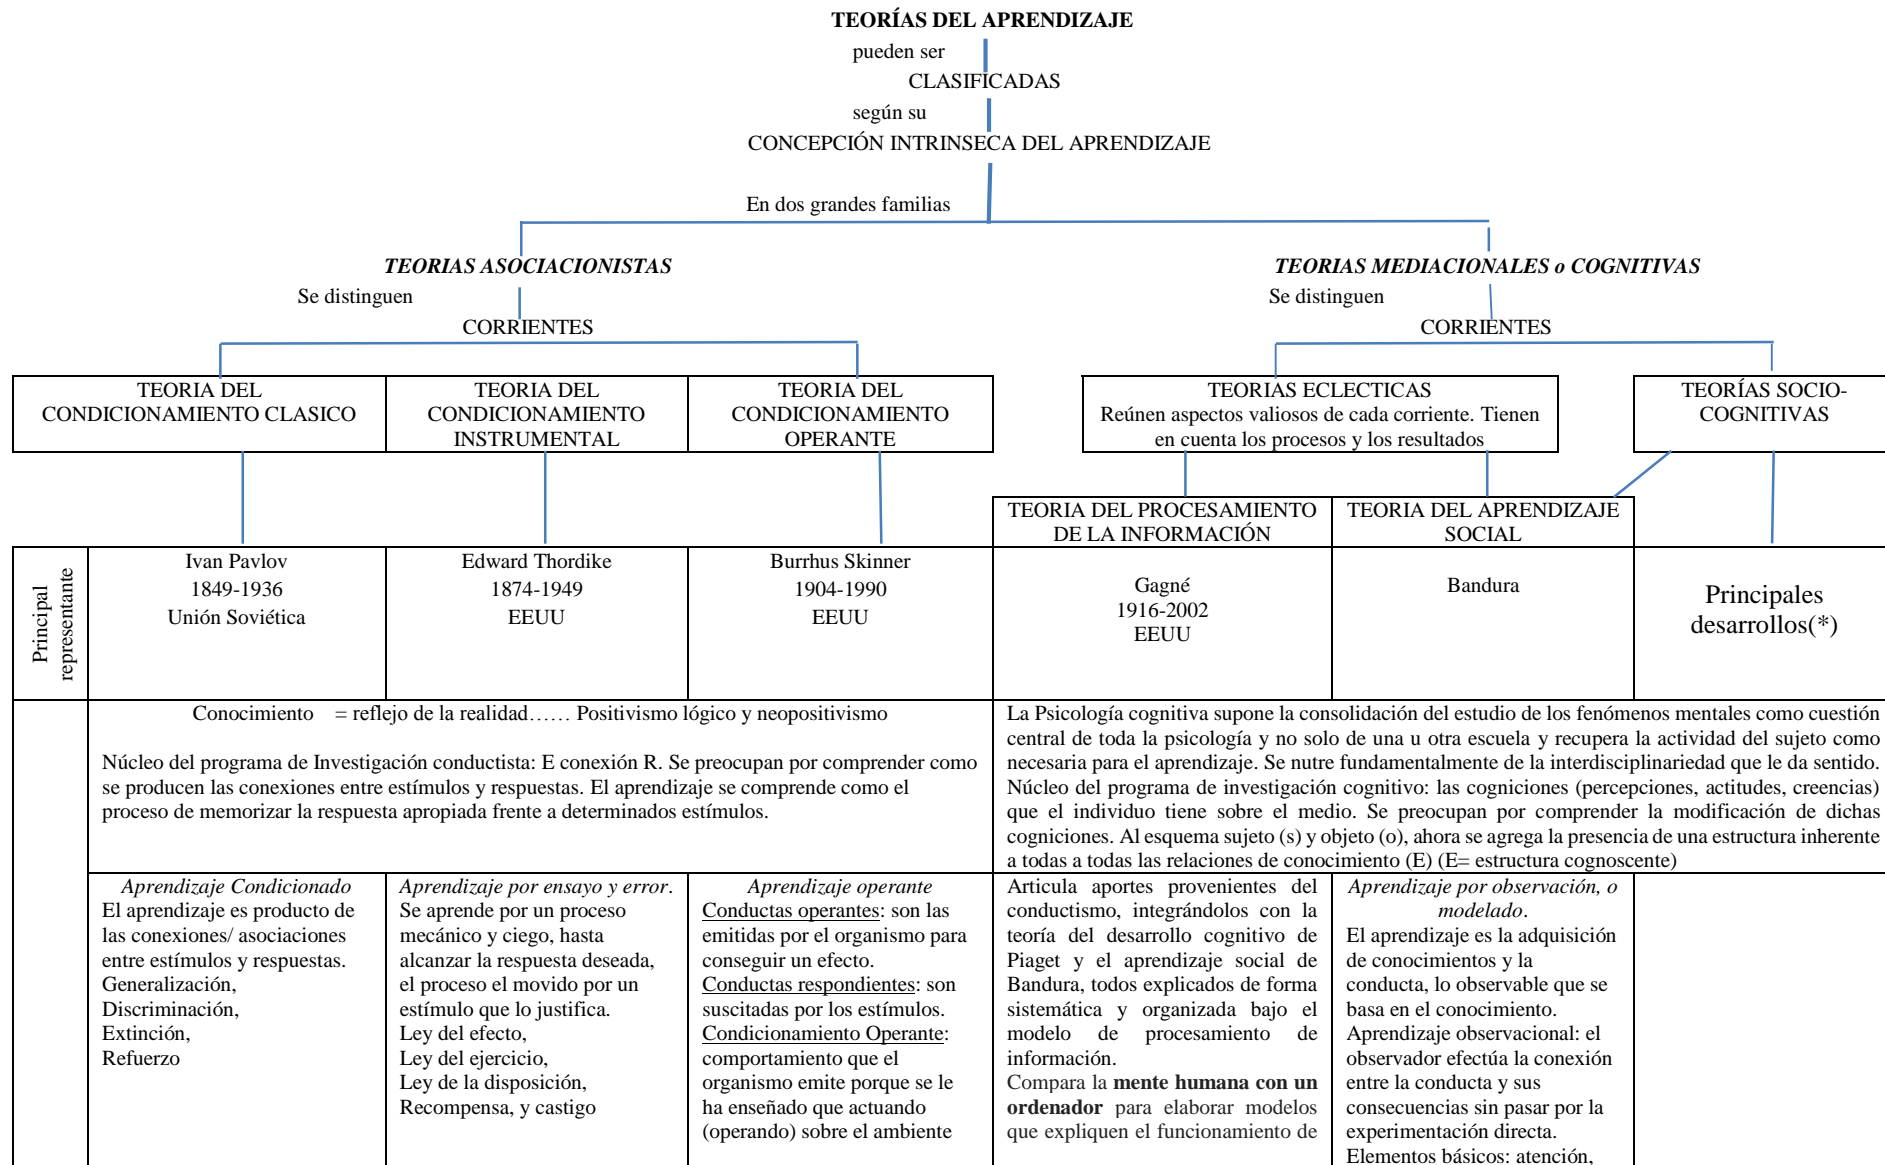 TEORÍAS DEL APRENDIZAJE
pueden ser
CLASIFICADAS
según su
CONCEPCIÓN INTRINSECA DEL APRENDIZAJE
En dos grandes familias
TEORIAS ASOCIACIONISTAS
TEORIAS MEDIACIONALES o COGNITIVAS
Se distinguen
Se distinguen
CORRIENTES
CORRIENTES
TEORIA DEL
CONDICIONAMIENTO CLASICO
TEORIA DEL
CONDICIONAMIENTO
INSTRUMENTAL
TEORIA DEL
CONDICIONAMIENTO
OPERANTE
TEORIAS ECLECTICAS
Reúnen aspectos valiosos de cada corriente. Tienen
en cuenta los procesos y los resultados
TEORÍAS SOCIO-
COGNITIVAS
TEORIA DEL PROCESAMIENTO
DE LA INFORMACIÓN
TEORIA DEL APRENDIZAJE
SOCIAL
Principal
representante
Ivan Pavlov
1849-1936
Unión Soviética
Edward Thordike
1874-1949
EEUU
Burrhus Skinner
1904-1990
EEUU
Gagné
1916-2002
EEUU
Bandura
Principales
desarrollos(*)
Conocimiento = reflejo de la realidad…… Positivismo lógico y neopositivismo
Núcleo del programa de Investigación conductista: E conexión R. Se preocupan por comprender como
se producen las conexiones entre estímulos y respuestas. El aprendizaje se comprende como el
proceso de memorizar la respuesta apropiada frente a determinados estímulos.
La Psicología cognitiva supone la consolidación del estudio de los fenómenos mentales como cuestión
central de toda la psicología y no solo de una u otra escuela y recupera la actividad del sujeto como
necesaria para el aprendizaje. Se nutre fundamentalmente de la interdisciplinariedad que le da sentido.
Núcleo del programa de investigación cognitivo: las cogniciones (percepciones, actitudes, creencias)
que el individuo tiene sobre el medio. Se preocupan por comprender la modificación de dichas
cogniciones. Al esquema sujeto (s) y objeto (o), ahora se agrega la presencia de una estructura inherente
a todas a todas las relaciones de conocimiento (E) (E= estructura cognoscente)
Aprendizaje Condicionado
El aprendizaje es producto de
las conexiones/ asociaciones
entre estímulos y respuestas.
Generalización,
Discriminación,
Extinción,
Refuerzo
Aprendizaje por ensayo y error.
Se aprende por un proceso
mecánico y ciego, hasta
alcanzar la respuesta deseada,
el proceso el movido por un
estímulo que lo justifica.
Ley del efecto,
Ley del ejercicio,
Ley de la disposición,
Recompensa, y castigo
Aprendizaje operante
Conductas operantes: son las
emitidas por el organismo para
conseguir un efecto.
Conductas respondientes: son
suscitadas por los estímulos.
Condicionamiento Operante:
comportamiento que el
organismo emite porque se le
ha enseñado que actuando
(operando) sobre el ambiente
Articula aportes provenientes del
conductismo, integrándolos con la
teoría del desarrollo cognitivo de
Piaget y el aprendizaje social de
Bandura, todos explicados de forma
sistemática y organizada bajo el
modelo de procesamiento de
información.
Compara la mente humana con un
ordenador para elaborar modelos
que expliquen el funcionamiento de
Aprendizaje por observación, o
modelado.
El aprendizaje es la adquisición
de conocimientos y la
conducta, lo observable que se
basa en el conocimiento.
Aprendizaje observacional: el
observador efectúa la conexión
entre la conducta y sus
consecuencias sin pasar por la
experimentación directa.
Elementos básicos: atención,